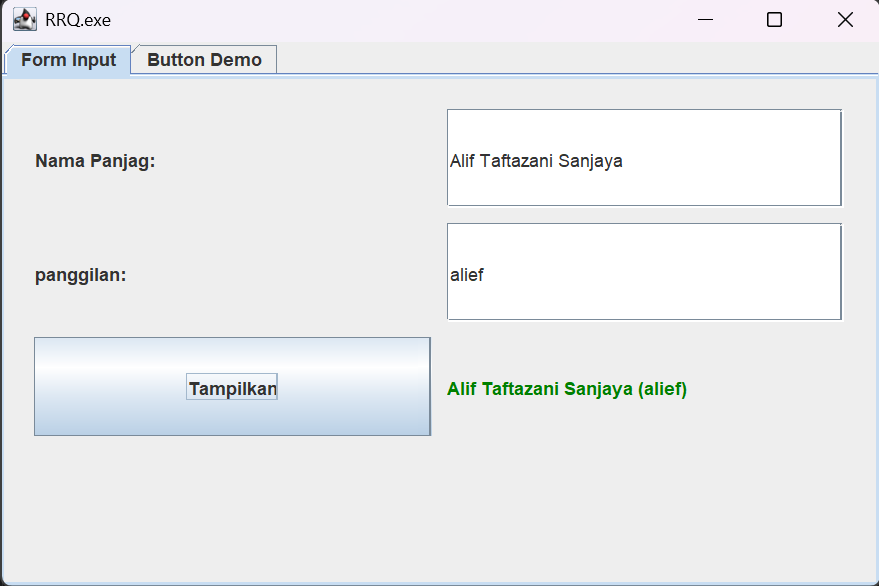 RRQ.exe
Form Input
Button Demo
Nama Panjag:
Alif Taftazani Sanjaya
panggilan:
alief
Tampilkan
Alif Taftazani Sanjaya (alief)